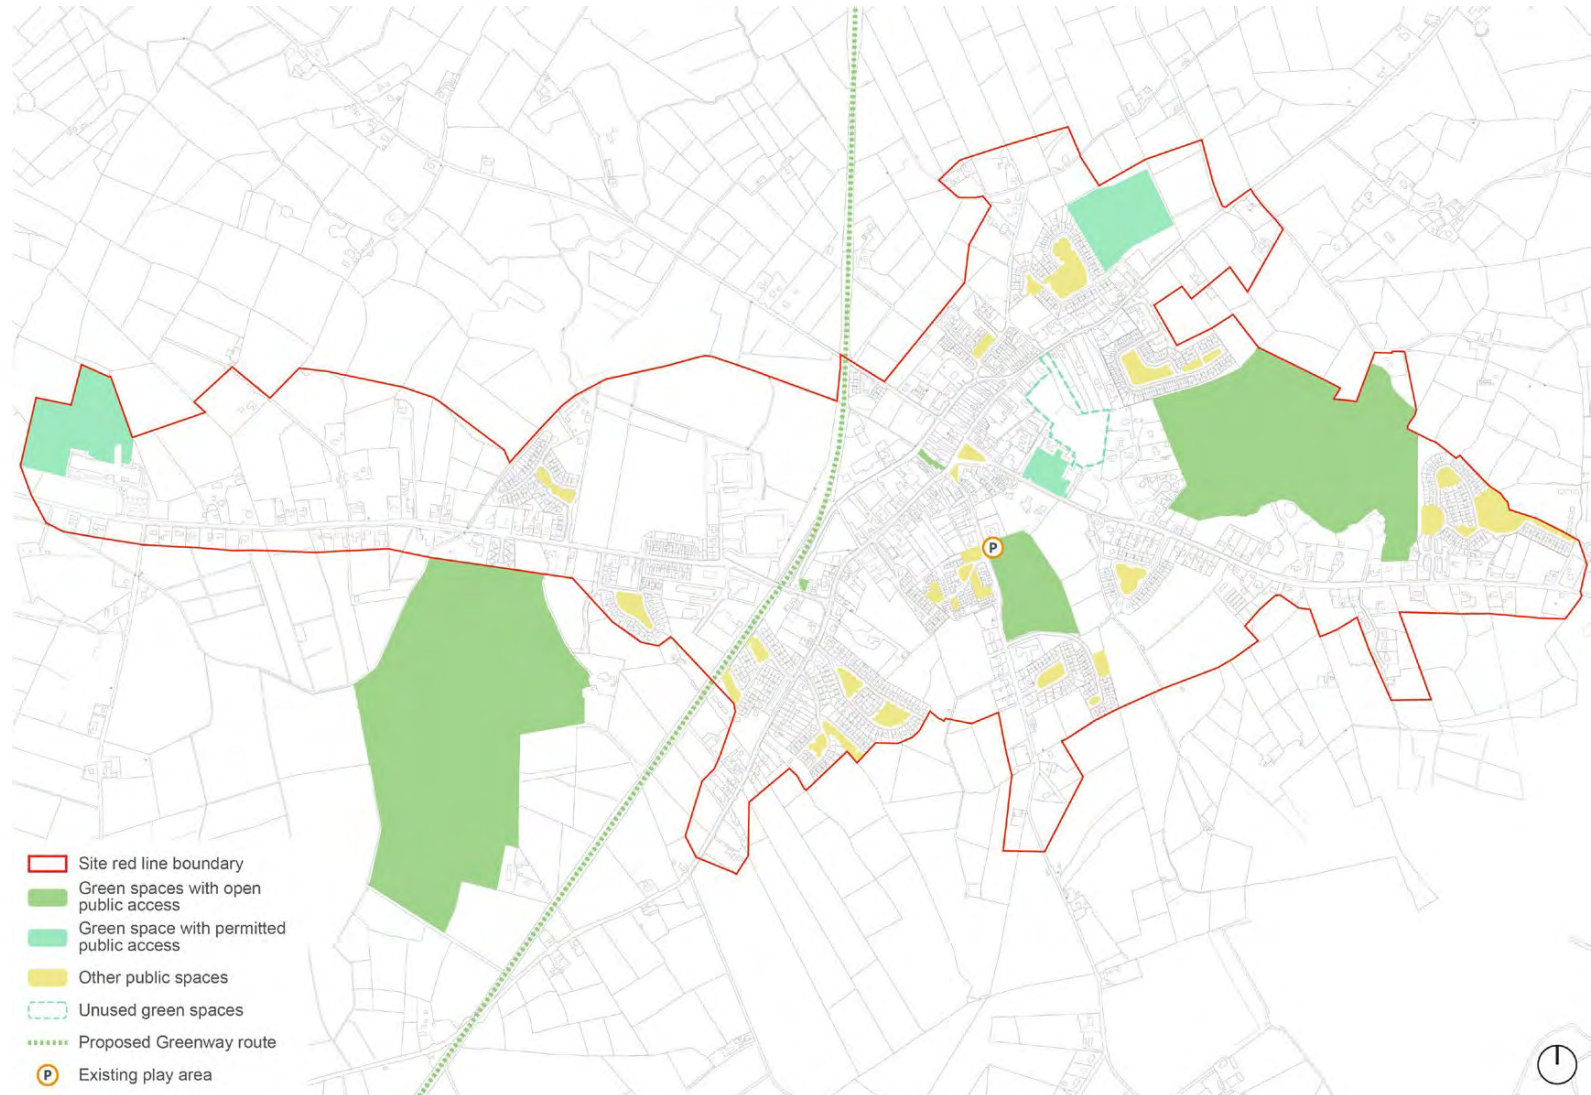 P
Site red line boundary
Green spaces with open
public access
Green space with permitted
public access
Other public spaces
Unused green spaces
Proposed Greenway route
P
Existing play area